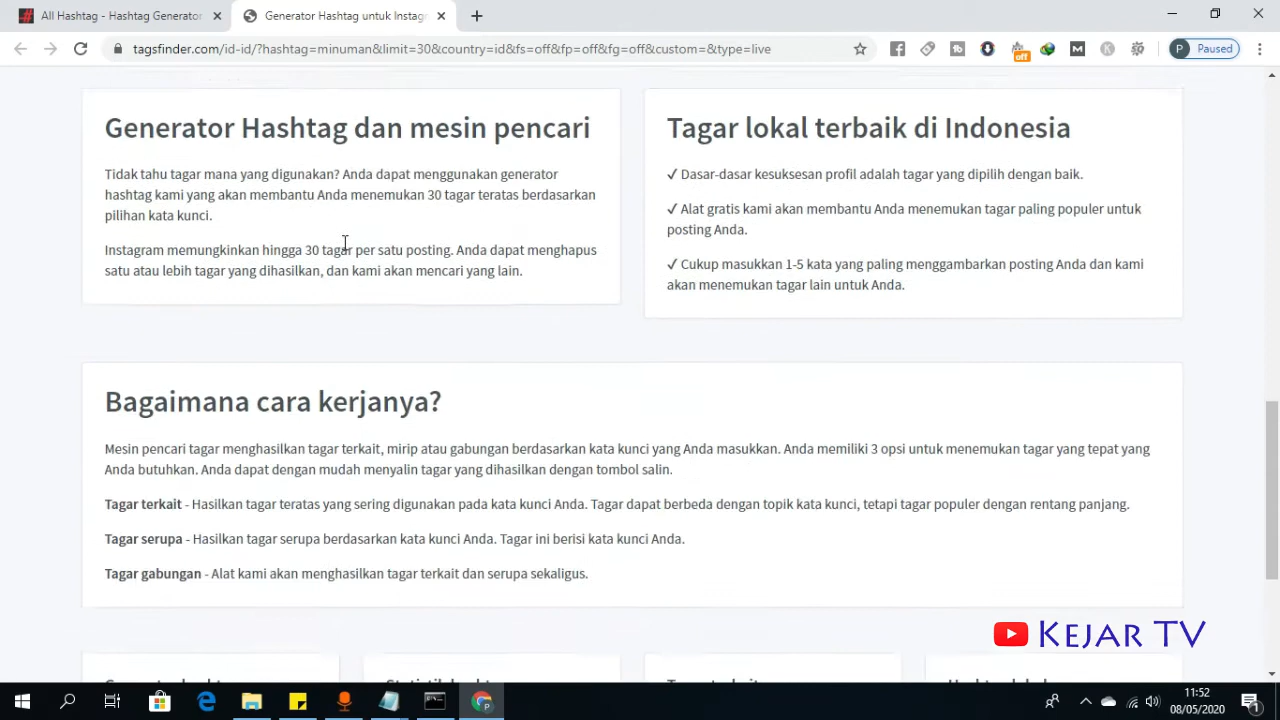 All Hashtag - Hashtag Generator
Generator Hashtag untuk Instag
tagsfinder.com/id-id/?hashtag=minuman&limit=30&country=id&fs=off&fp=off&fg=off&custom=&type=live
off
P Paused
Generator Hashtag dan mesin pencari
Tidak tahu tagar mana yang digunakan? Anda dapat menggunakan generator
hashtag kami yang akan membantu Anda menemukan 30 tagar teratas berdasarkan
pilihan kata kunci.
Instagram memungkinkan hingga 30 tagar per satu posting. Anda dapat menghapus
satu atau lebih tagar yang dihasilkan, dan kami akan mencari yang lain.
Tagar lokal terbaik di Indonesia
✓ Dasar-dasar kesuksesan profil adalah tagar yang dipilih dengan baik.
✓ Alat gratis kami akan membantu Anda menemukan tagar paling populer untuk
posting Anda.
✓ Cukup masukkan 1-5 kata yang paling menggambarkan posting Anda dan kami
akan menemukan tagar lain untuk Anda.
Bagaimana cara kerjanya?
Mesin pencari tagar menghasilkan tagar terkait, mirip atau gabungan berdasarkan kata kunci yang Anda masukkan. Anda memiliki 3 opsi untuk menemukan tagar yang tepat yang
Anda butuhkan. Anda dapat dengan mudah menyalin tagar yang dihasilkan dengan tombol salin.
Tagar terkait - Hasilkan tagar teratas yang sering digunakan pada kata kunci Anda. Tagar dapat berbeda dengan topik kata kunci, tetapi tagar populer dengan rentang panjang.
Tagar serupa - Hasilkan tagar serupa berdasarkan kata kunci Anda. Tagar ini berisi kata kunci Anda.
Tagar gabungan - Alat kami akan menghasilkan tagar terkait dan serupa sekaligus.
KEJAR TV
11:52
08/05/2020